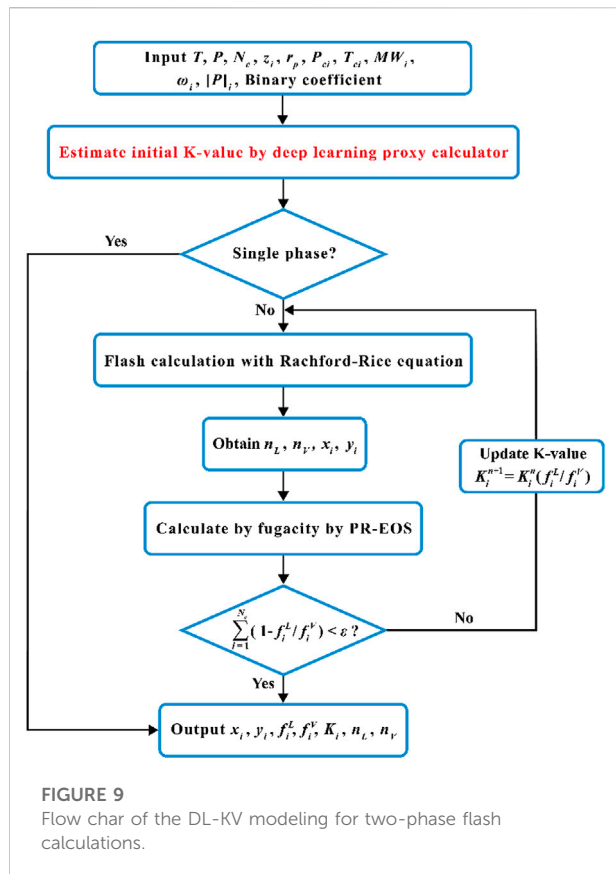 Input T, P, N_c, z_i, r_p, P_ci, T_ci, MW_i,
ω_i, |P|_i, Binary coefficient
Estimate initial K-value by deep learning proxy calculator
Yes
Single phase?
No
Flash calculation with Rachford-Rice equation
Obtain n_L, n_V, x_i, y_i
Update K-value
K_i^{n-1}=K_i^n(f_i^L/f_i^V)
Calculate by fugacity by PR-EOS
∑_{i=1}^{N_c}(1-f_i^L/f_i^V)<ε?
No
Yes
Output x_i, y_i, f_i^L, f_i^V, K_i, n_L, n_V
FIGURE 9
Flow char of the DL-KV modeling for two-phase flash
calculations.